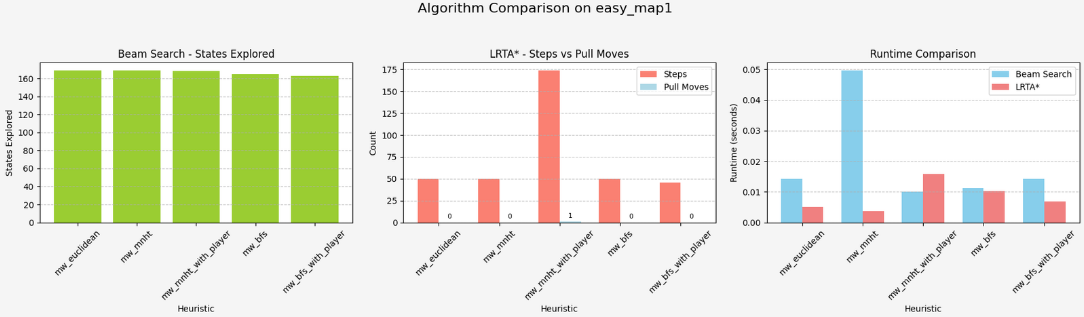 Algorithm Comparison on easy_map1
Beam Search - States Explored
States Explored
160
140
120
100
80
60
40
20
0
mw_euclidean
mw_mnht
mw_mnht_with_player
mw_bfs
mw_bfs_with_player
Heuristic
LRTA* - Steps vs Pull Moves
Steps
Pull Moves
Count
175
150
125
100
75
50
25
0
0
0
1
0
0
mw_euclidean
mw_mnht
mw_mnht_with_player
mw_bfs
mw_bfs_with_player
Heuristic
Runtime Comparison
Beam Search
LRTA*
Runtime (seconds)
0.05
0.04
0.03
0.02
0.01
0.00
mw_euclidean
mw_mnht
mw_mnht_with_player
mw_bfs
mw_bfs_with_player
Heuristic